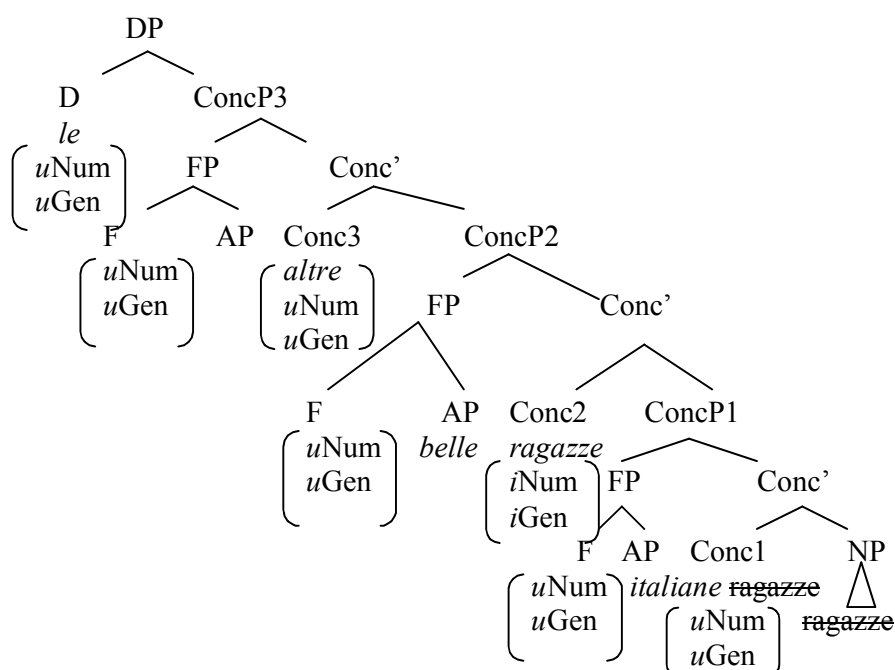 DP
D ConcP3
le
uNum FP Conc’
uGen
F AP Conc3 ConcP2
uNum altre
uGen uNum FP Conc’
uGen
F AP Conc2 ConcP1
uNum belle ragazze
uGen iNum FP Conc’
iGen
F AP Conc1 NP
uNum italiane ragazze
uGen uNum ragazze
uGen